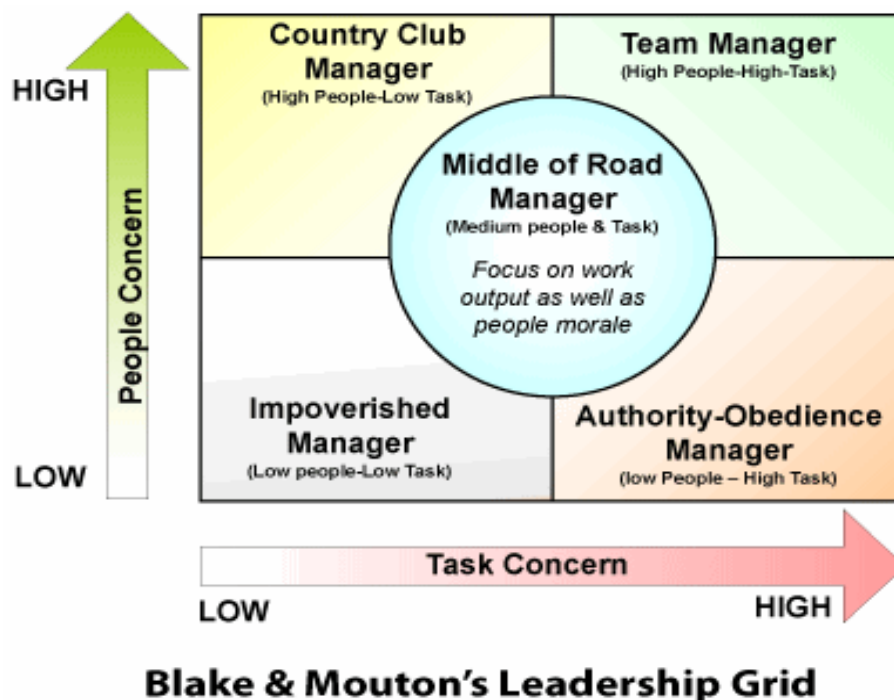 HIGH
People Concern
LOW
Country Club
Manager
(High People-Low Task)
Team Manager
(High People-High-Task)
Middle of Road
Manager
(Medium people & Task)
Focus on work
output as well as
people morale
Impoverished
Manager
(Low people-Low Task)
Authority-Obedience
Manager
(low People – High Task)
Task Concern
LOW
HIGH
Blake & Mouton's Leadership Grid